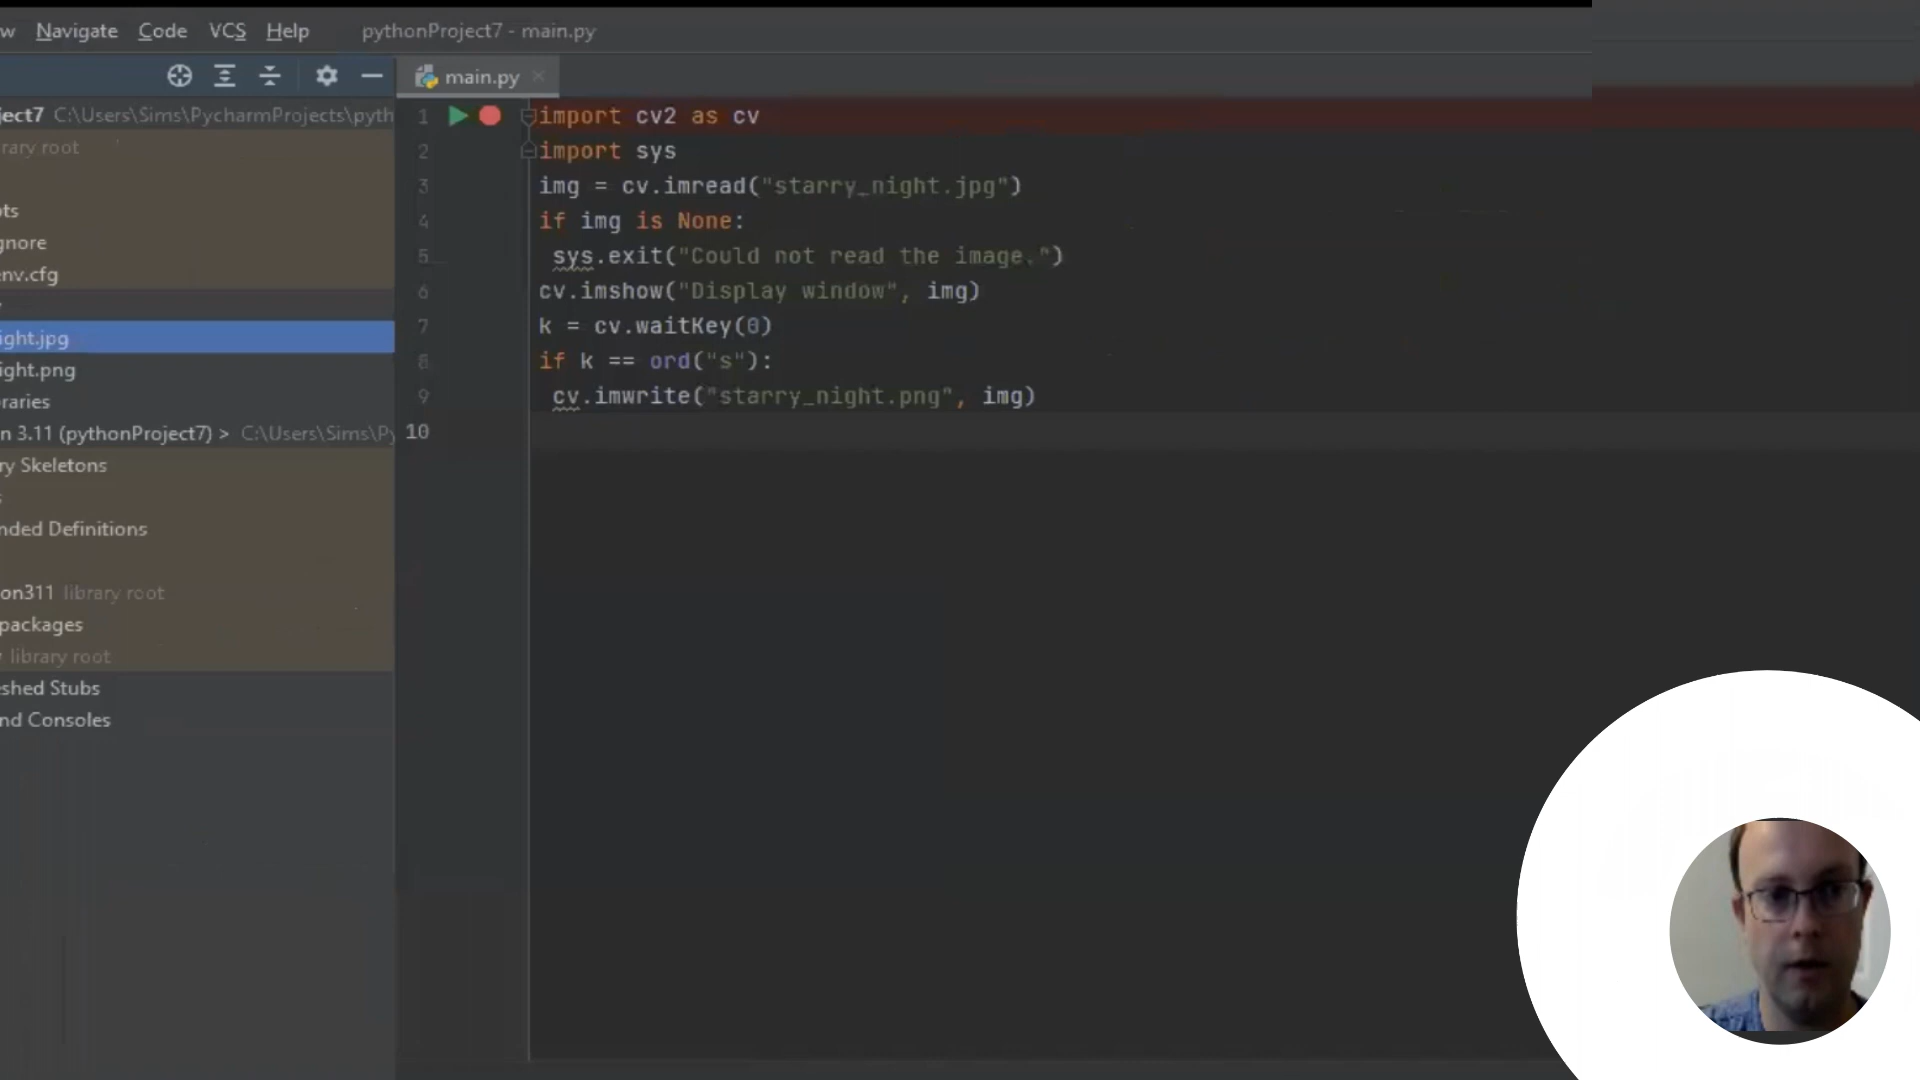 w Navigate Code VCS Help pythonProject7 - main.py
main.py
ject7 C:\Users\Sims\PycharmProjects\pyth
rary root
ts
gnore
env.cfg
ight.jpg
ight.png
raries
n 3.11 (pythonProject7) > C:\Users\Sims\Py
ry Skeletons
s
nded Definitions
on311 library root
packages
library root
shed Stubs
nd Consoles
1 import cv2 as cv
2 import sys
3 img = cv.imread("starry_night.jpg")
4 if img is None:
5 sys.exit("Could not read the image.")
6 cv.imshow("Display window", img)
7 k = cv.waitKey(0)
8 if k == ord("s"):
9 cv.imwrite("starry_night.png", img)
10